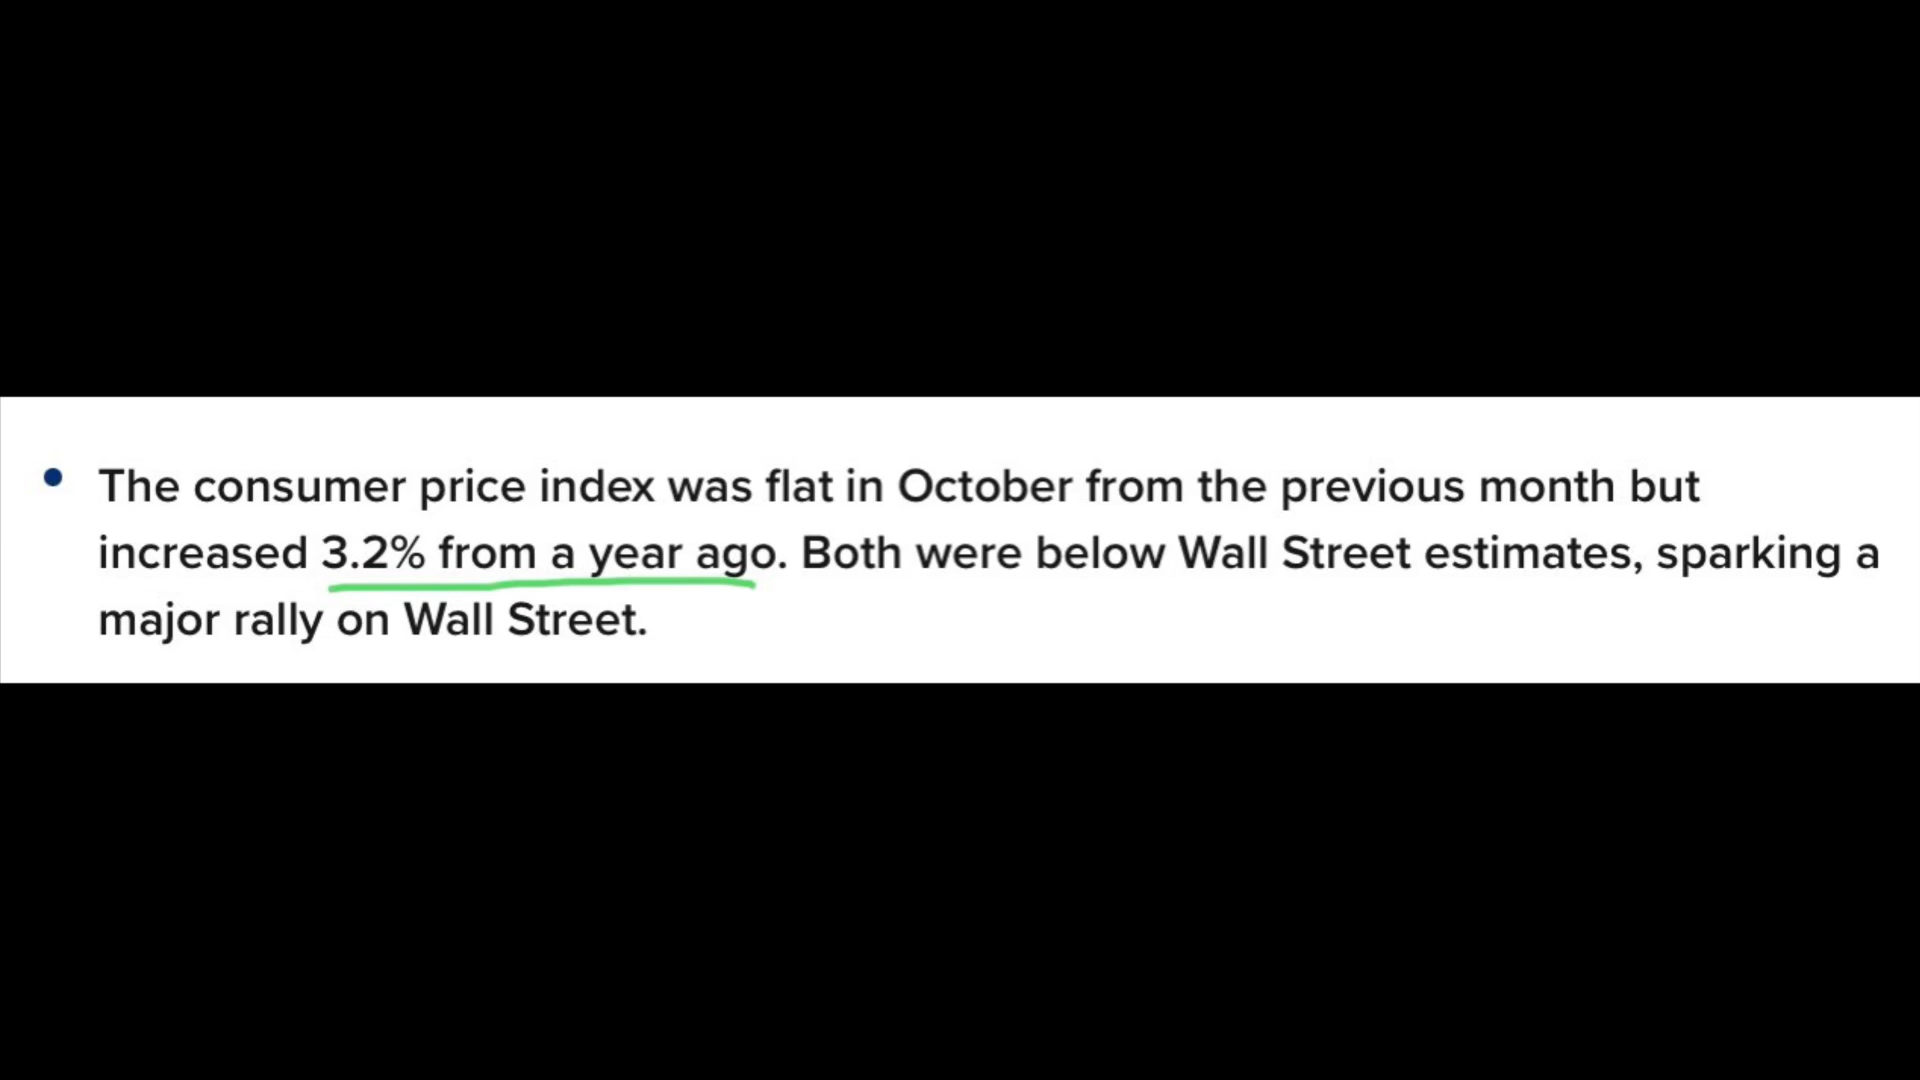 • The consumer price index was flat in October from the previous month but
increased 3.2% from a year ago. Both were below Wall Street estimates, sparking a
major rally on Wall Street.